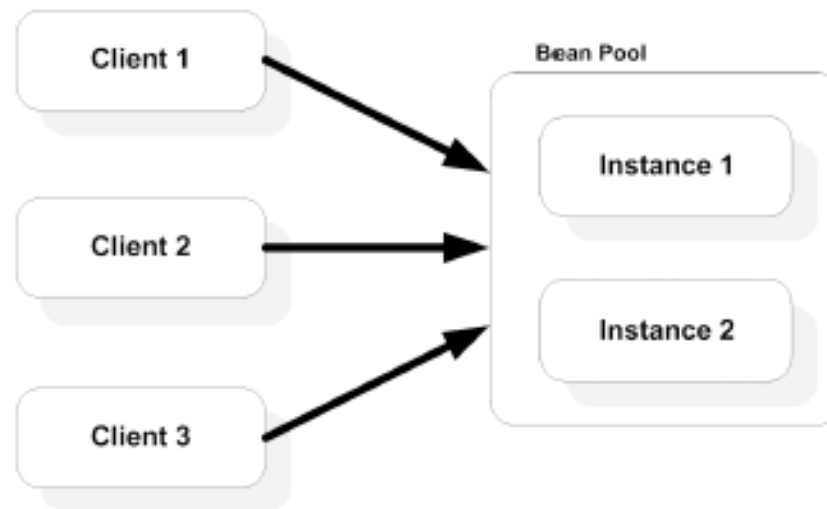 Client 1
Bean Pool
Instance 1
Client 2
Instance 2
Client 3